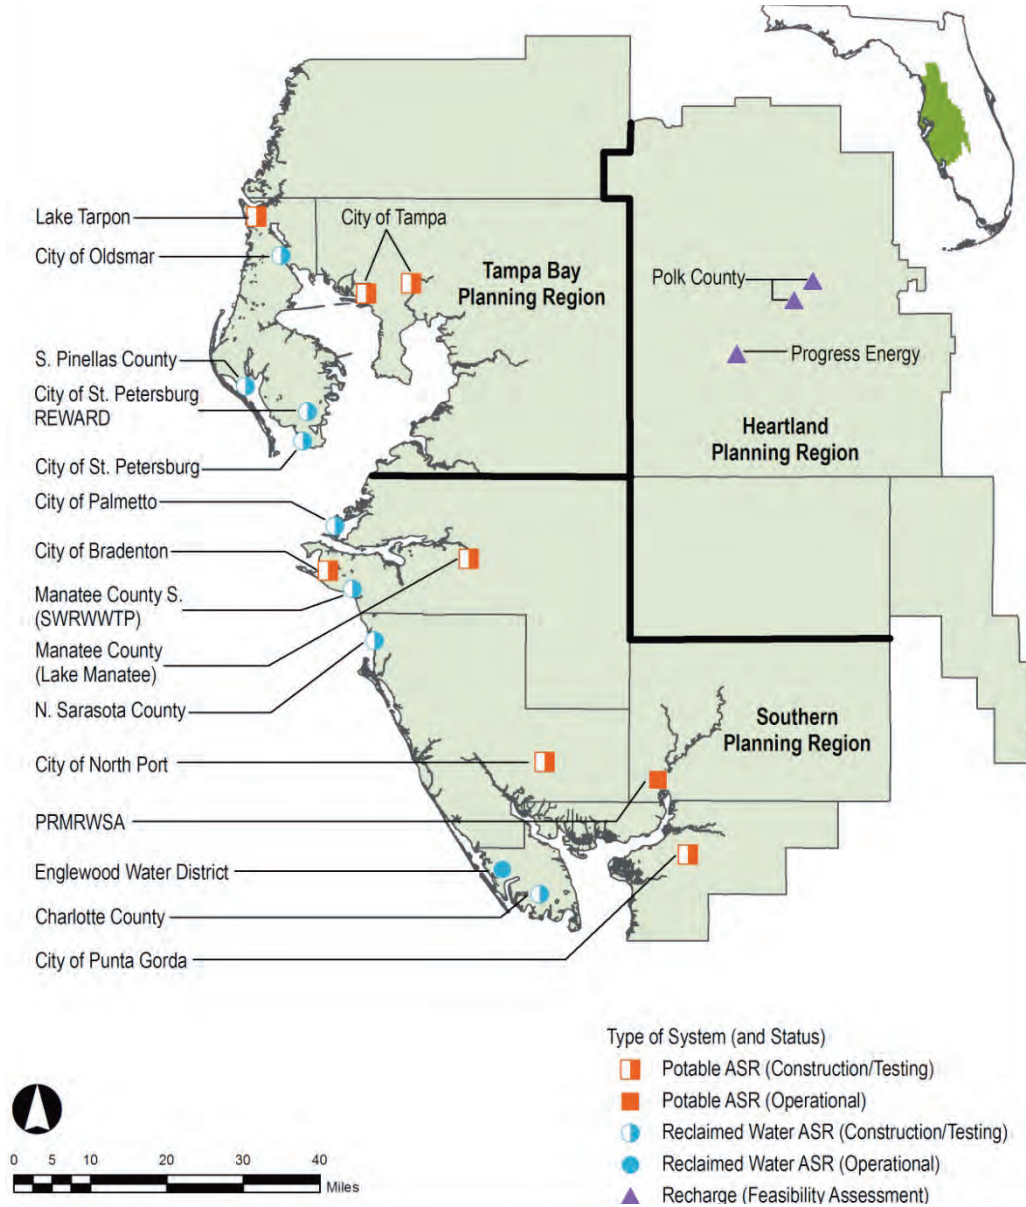 Lake Tarpon
City of Tampa
City of Oldsmar
Tampa Bay
Planning Region
Polk County
Progress Energy
S. Pinellas County
City of St. Petersburg
REWARD
Heartland
Planning Region
City of St. Petersburg
City of Palmetto
City of Bradenton
Manatee County S.
(SWRWWTP)
Manatee County
(Lake Manatee)
N. Sarasota County
Southern
Planning Region
City of North Port
PRMRWSA
Englewood Water District
Charlotte County
City of Punta Gorda
Type of System (and Status)
Potable ASR (Construction/Testing)
Potable ASR (Operational)
Reclaimed Water ASR (Construction/Testing)
Reclaimed Water ASR (Operational)
Recharge (Feasibility Assessment)
0 5 10 20 30 40
Miles